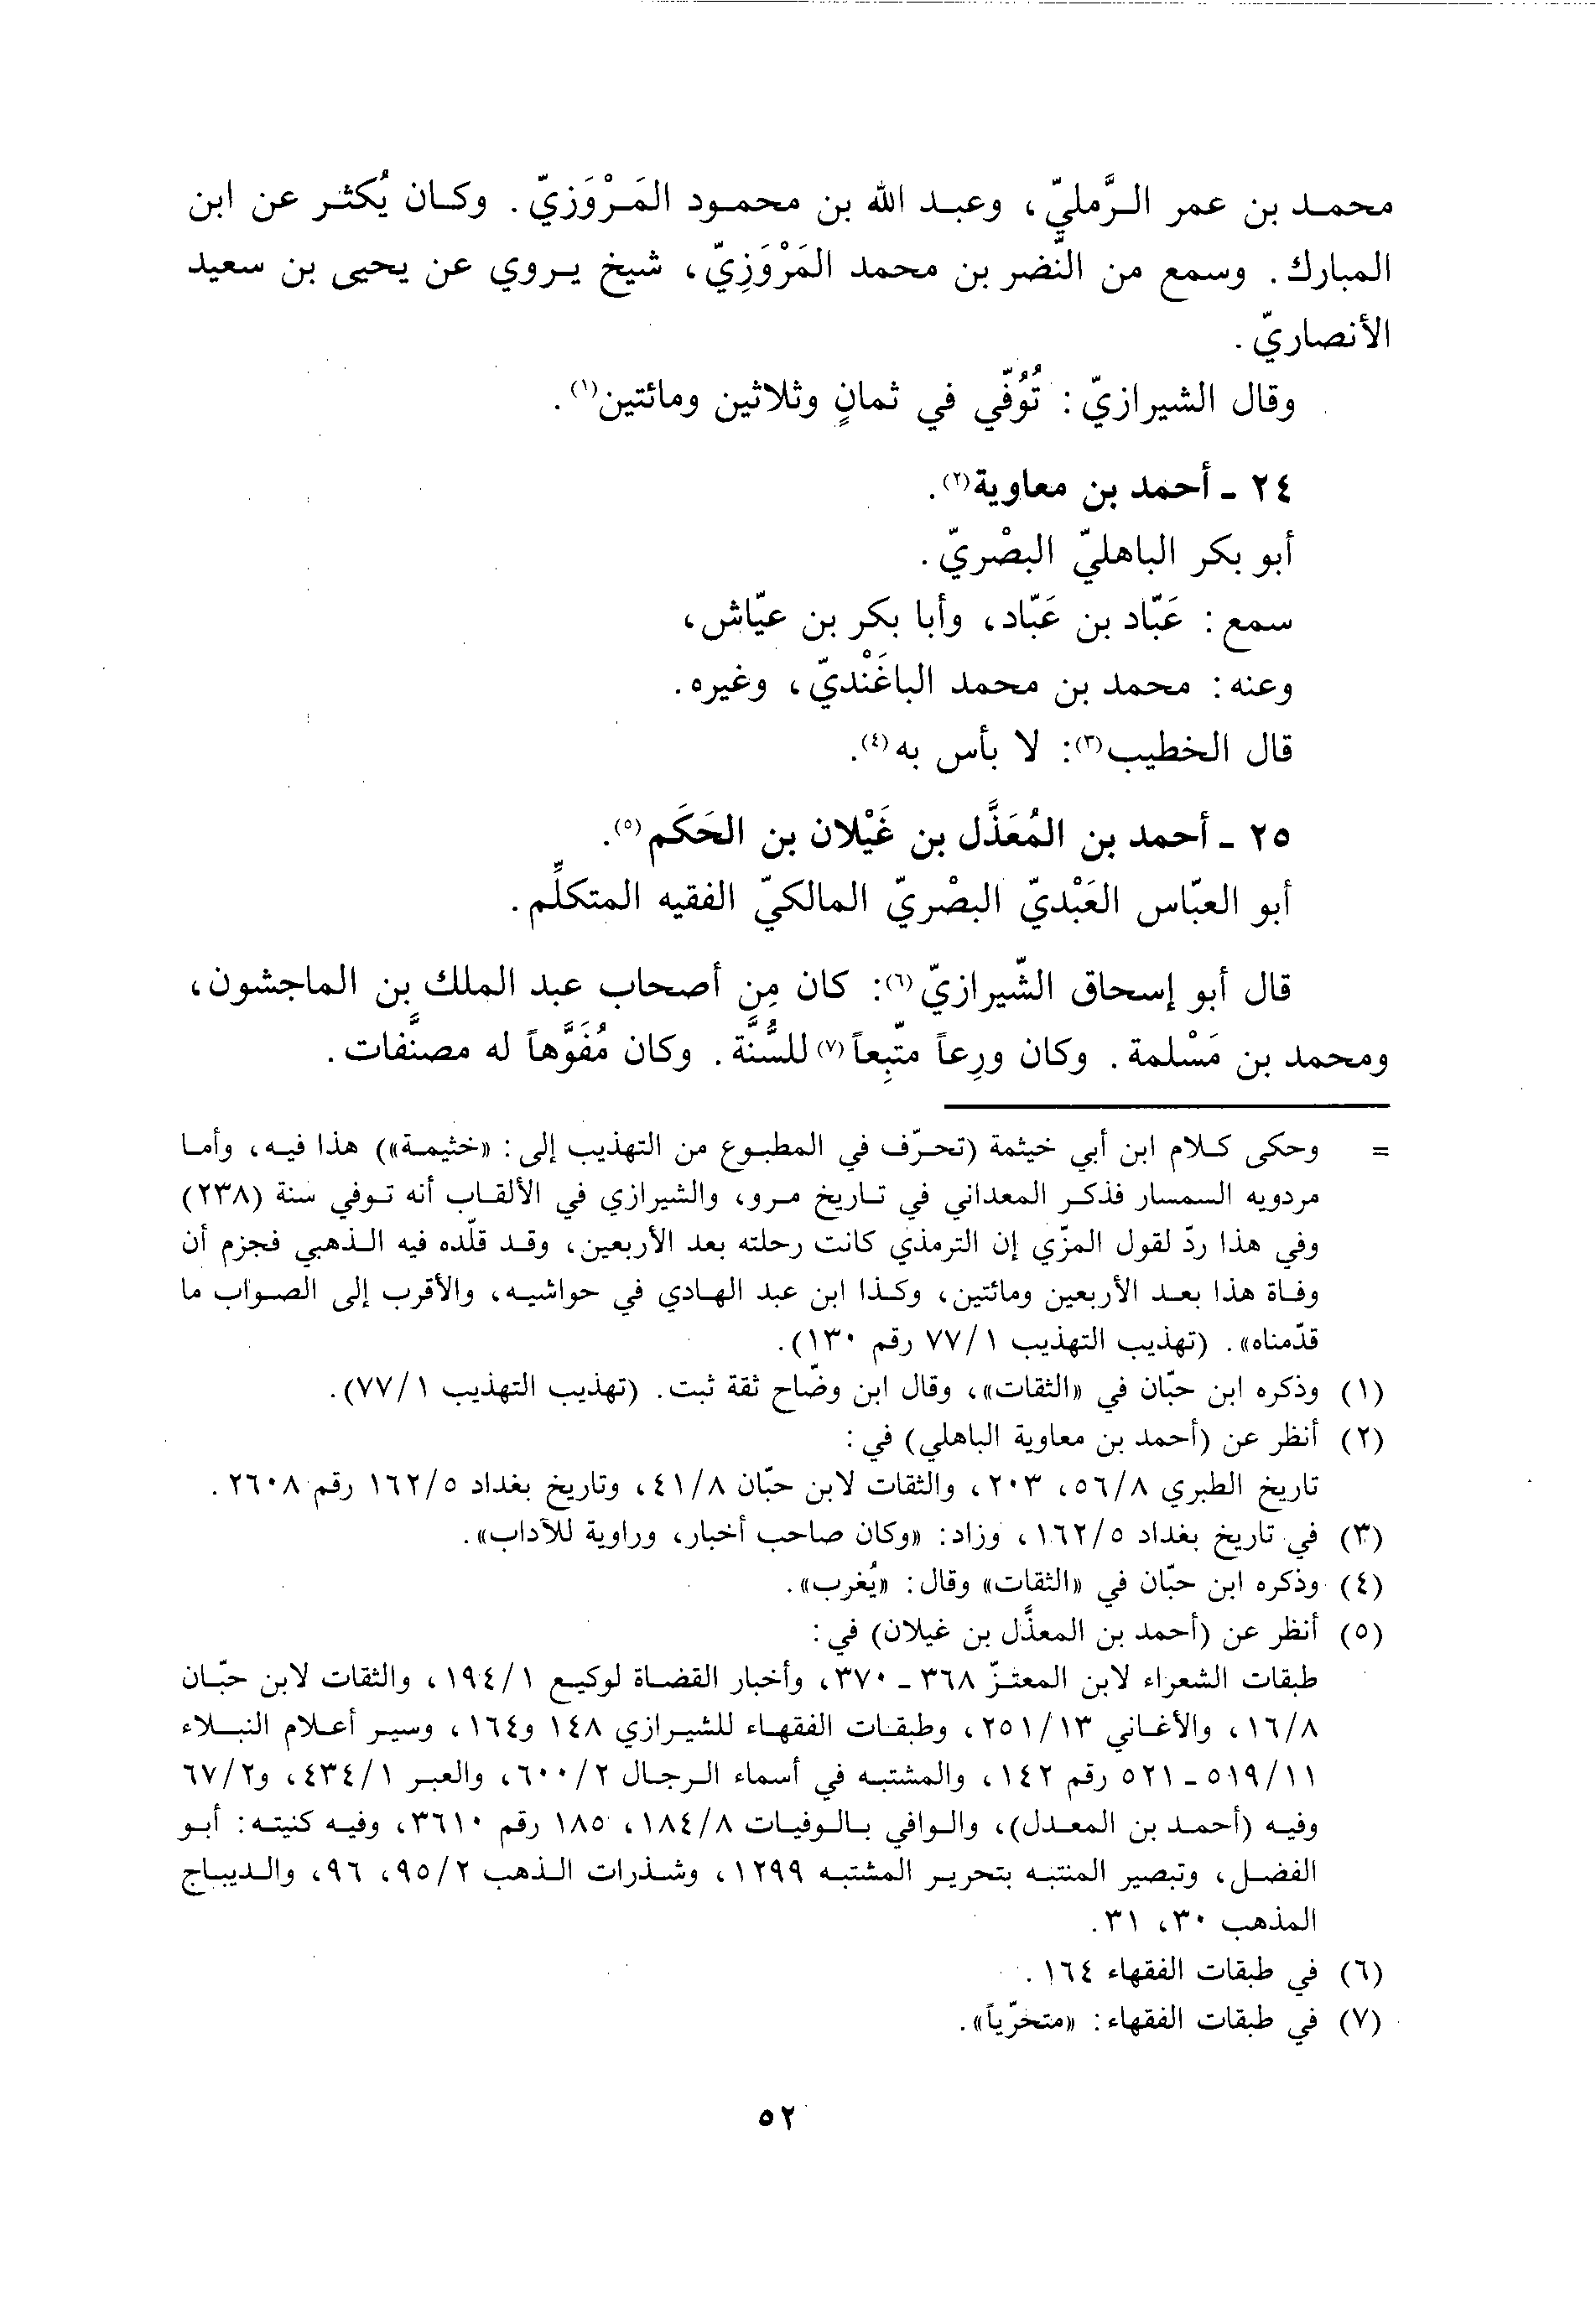 محمد بن عمر الرَّمليّ، وعبد الله بن محمود المَرْوَزيّ. وكان يُكثر عن ابن
المبارك. وسمع من النَّضر بن محمد المَرْوَزِيّ، شيخ يروي عن يحيى بن سعيد
الأنصاريّ.
وقال الشيرازيّ: تُوُفّي في ثمانٍ وثلاثين ومائتين(١).
٢٤ - أحمد بن معاوية(٢).
أبو بكر الباهليّ البصْريّ.
سمع: عَبّاد بن عَبّاد، وأبا بكر بن عيّاش،
وعنه: محمد بن محمد الباغَنْديّ، وغيره.
قال الخطيب(٣): لا بأس به(٤).
٢٥ - أحمد بن المُعَذَّل بن غَيْلان بن الحَكَم(٥).
أبو العبّاس العَبْديّ البصْريّ المالكيّ الفقيه المتكلِّم.
قال أبو إسحاق الشّيرازيّ(٦): كان مِن أصحاب عبد الملك بن الماجشون،
ومحمد بن مَسْلمة. وكان ورِعاً متّبِعاً(٧) للسُّنَّة. وكان مُفَوَّهاً له مصنَّفات.
= وحكى كلام ابن أبي خيثمة (تحرّف في المطبوع من التهذيب إلى: «خثيمة») هذا فيه، وأما
مردويه السمسار فذكر المعداني في تاريخ مرو، والشيرازي في الألقاب أنه توفي سنة (٢٣٨)
وفي هذا ردّ لقول المزّي إن الترمذي كانت رحلته بعد الأربعين، وقد قلّده فيه الذهبي فجزم أن
وفاة هذا بعد الأربعين ومائتين، وكذا ابن عبد الهادي في حواشيه، والأقرب إلى الصواب ما
قدّمناه». (تهذيب التهذيب ١/٧٧ رقم ١٣٠).
(١) وذكره ابن حبّان في «الثقات»، وقال ابن وضّاح ثقة ثبت. (تهذيب التهذيب ١/٧٧).
(٢) أنظر عن (أحمد بن معاوية الباهلي) في:
تاريخ الطبري ٨/٥٦، ٢٠٣، والثقات لابن حبّان ٨/٤١، وتاريخ بغداد ٥/١٦٢ رقم ٢٦٠٨.
(٣) في تاريخ بغداد ٥/١٦٢، وزاد: «وكان صاحب أخبار، وراوية للآداب».
(٤) وذكره ابن حبّان في «الثقات» وقال: «يُغرب».
(٥) أنظر عن (أحمد بن المعذَّل بن غيلان) في:
طبقات الشعراء لابن المعتزّ ٣٦٨ - ٣٧٠، وأخبار القضاة لوكيع ١/١٩٤، والثقات لابن حبّان
٨/١٦، والأغاني ١٣/٢٥١، وطبقات الفقهاء للشيرازي ١٤٨ و١٦٤، وسير أعلام النبلاء
١١/٥١٩ - ٥٢١ رقم ١٤٢، والمشتبه في أسماء الرجال ٢/٦٠٠، والعبر ١/٤٣٤، و٢/٦٧
وفيه (أحمد بن المعدل)، والوافي بالوفيات ٨/١٨٤، ١٨٥ رقم ٣٦١٠، وفيه كنيته: أبو
الفضل، وتبصير المنتبه بتحرير المشتبه ١٢٩٩، وشذرات الذهب ٢/٩٥، ٩٦، والديباج
المذهب ٣٠، ٣١.
(٦) في طبقات الفقهاء ١٦٤.
(٧) في طبقات الفقهاء: «متحرّياً».
٥٢